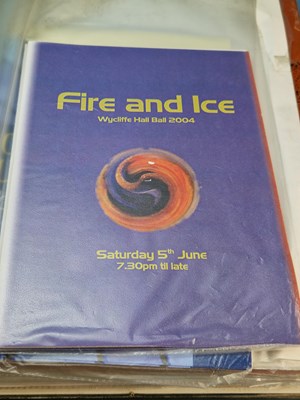 Fire and Ice
Wycliffe Hall Ball 2004
Saturday 5th June
7.30pm til late